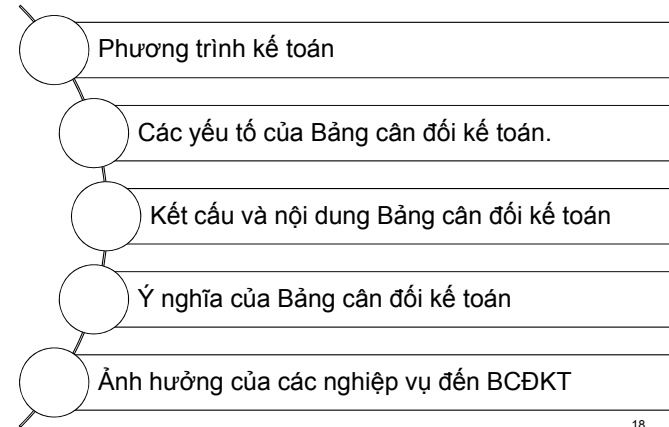 Phương trình kế toán
Các yếu tố của Bảng cân đối kế toán.
Kết cấu và nội dung Bảng cân đối kế toán
Ý nghĩa của Bảng cân đối kế toán
Ảnh hưởng của các nghiệp vụ đến BCĐKT
18